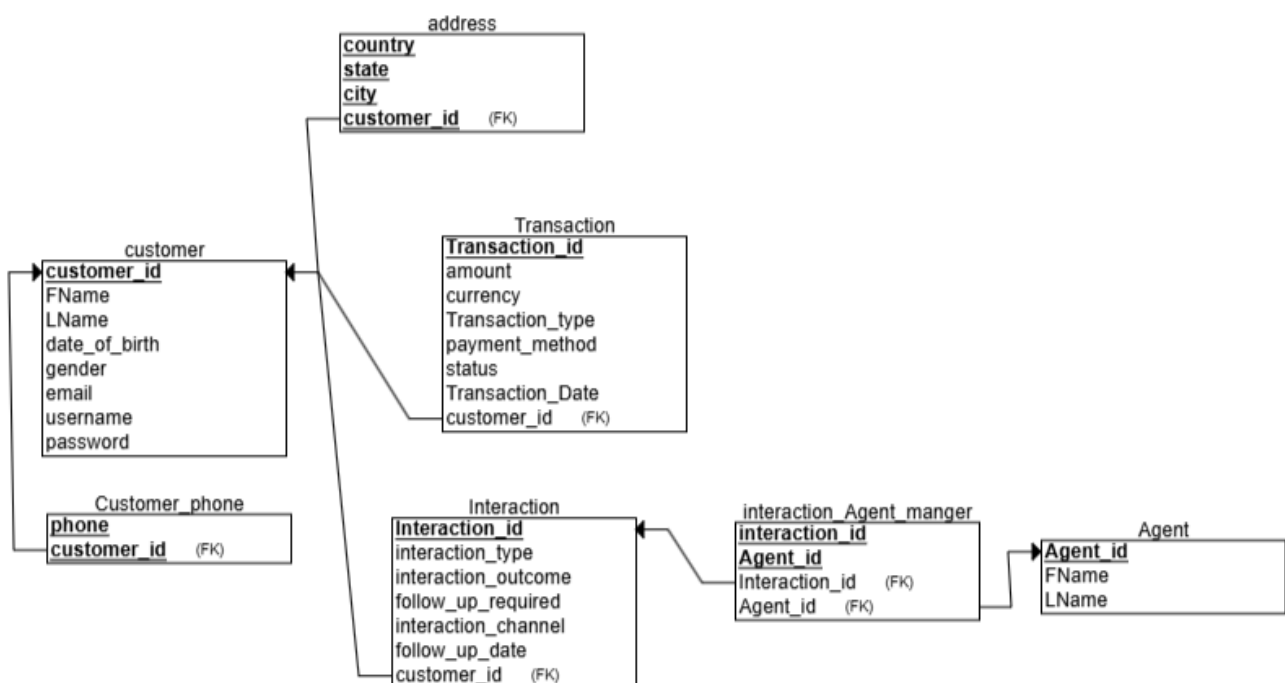 address
country
state
city
customer_id (FK)
Transaction
Transaction_id
amount
currency
Transaction_type
payment_method
status
Transaction_Date
customer_id (FK)
customer
customer_id
FName
LName
date_of_birth
gender
email
username
password
Customer_phone
phone
customer_id (FK)
Interaction
Interaction_id
interaction_type
interaction_outcome
follow_up_required
interaction_channel
follow_up_date
customer_id (FK)
interaction_Agent_manger
interaction_id
Agent_id
Interaction_id (FK)
Agent_id (FK)
Agent
Agent_id
FName
LName